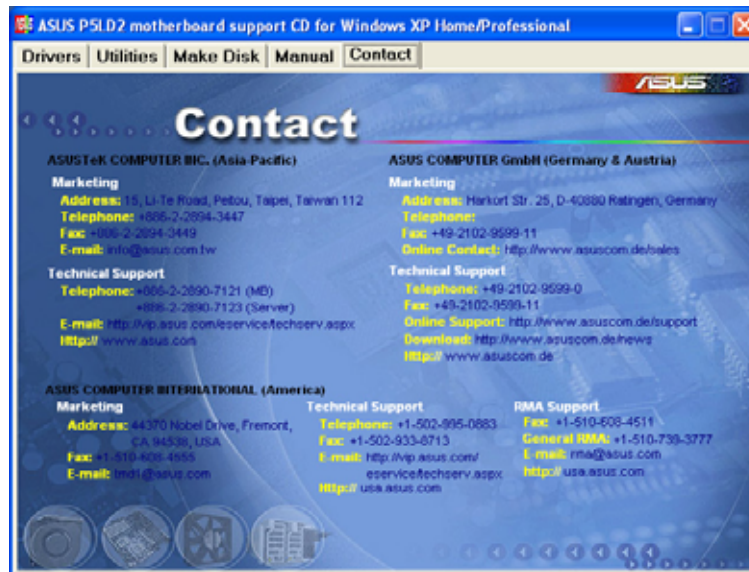 ASUS P5LD2 motherboard support CD for Windows XP Home/Professional
Drivers Utilities Make Disk Manual Contact
ASUS
Contact
ASUSTeK COMPUTER INC. (Asia-Pacific)
Marketing
Address: 15, Li-Te Road, Peitou, Taipei, Taiwan 112
Telephone: +886-2-2894-3447
Fax: +886-2-2894-3449
E-mail: info@asus.com.tw
Technical Support
Telephone: +886-2-2890-7121 (MB)
+886-2-2890-7123 (Server)
E-mail: http://vip.asus.com/eservice/techserv.aspx
Http:// www.asus.com
ASUS COMPUTER GmbH (Germany & Austria)
Marketing
Address: Harkort Str. 25, D-40880 Ratingen, Germany
Telephone:
Fax: +49-2102-9599-11
Online Contact: http://www.asuscom.de/sales
Technical Support
Telephone: +49-2102-9599-0
Fax: +49-2102-9599-11
Online Support: http://www.asuscom.de/support
Download: http://www.asuscom.de/news
Http:// www.asuscom.de
ASUS COMPUTER INTERNATIONAL (America)
Marketing
Address: 44370 Nobel Drive, Fremont,
CA 94538, USA
Fax: +1-510-608-4555
E-mail: tmd1@asus.com
Technical Support
Telephone: +1-502-995-0883
Fax: +1-502-933-8713
E-mail: http://vip.asus.com/
eservice/techserv.aspx
Http:// usa.asus.com
RMA Support
Fax: +1-510-608-4511
General RMA: +1-510-739-3777
E-mail: rma@asus.com
http:// usa.asus.com